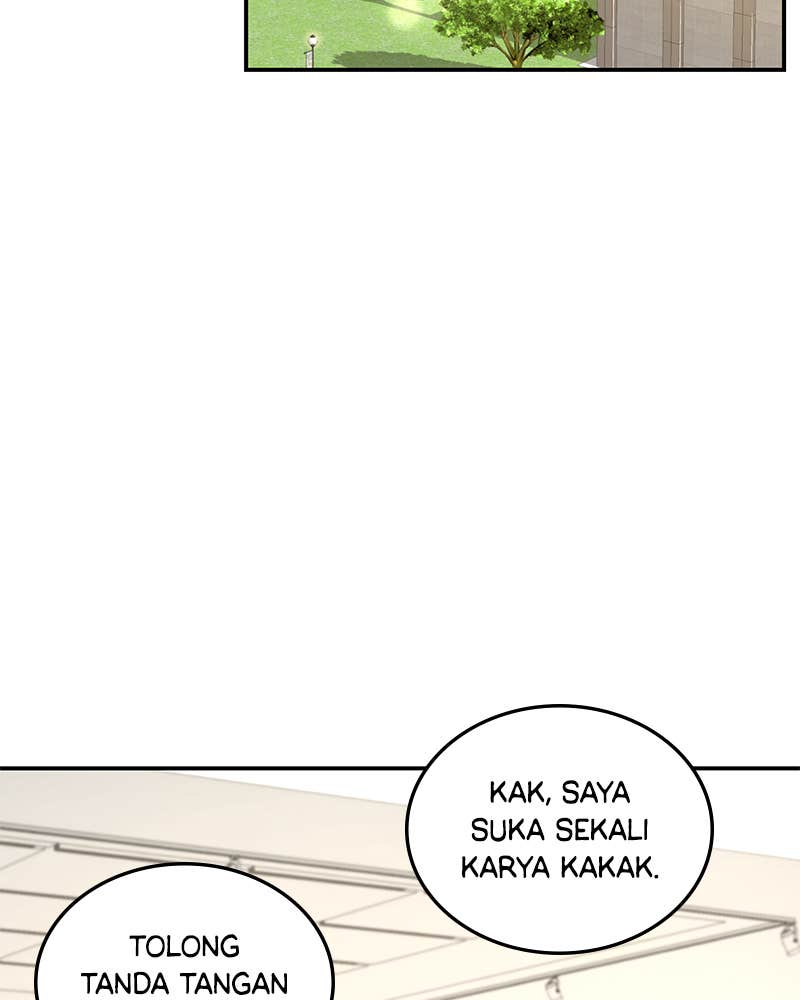 KAK, SAYA
SUKA SEKALI
KARYA KAKAK.
TOLONG
TANDA TANGAN